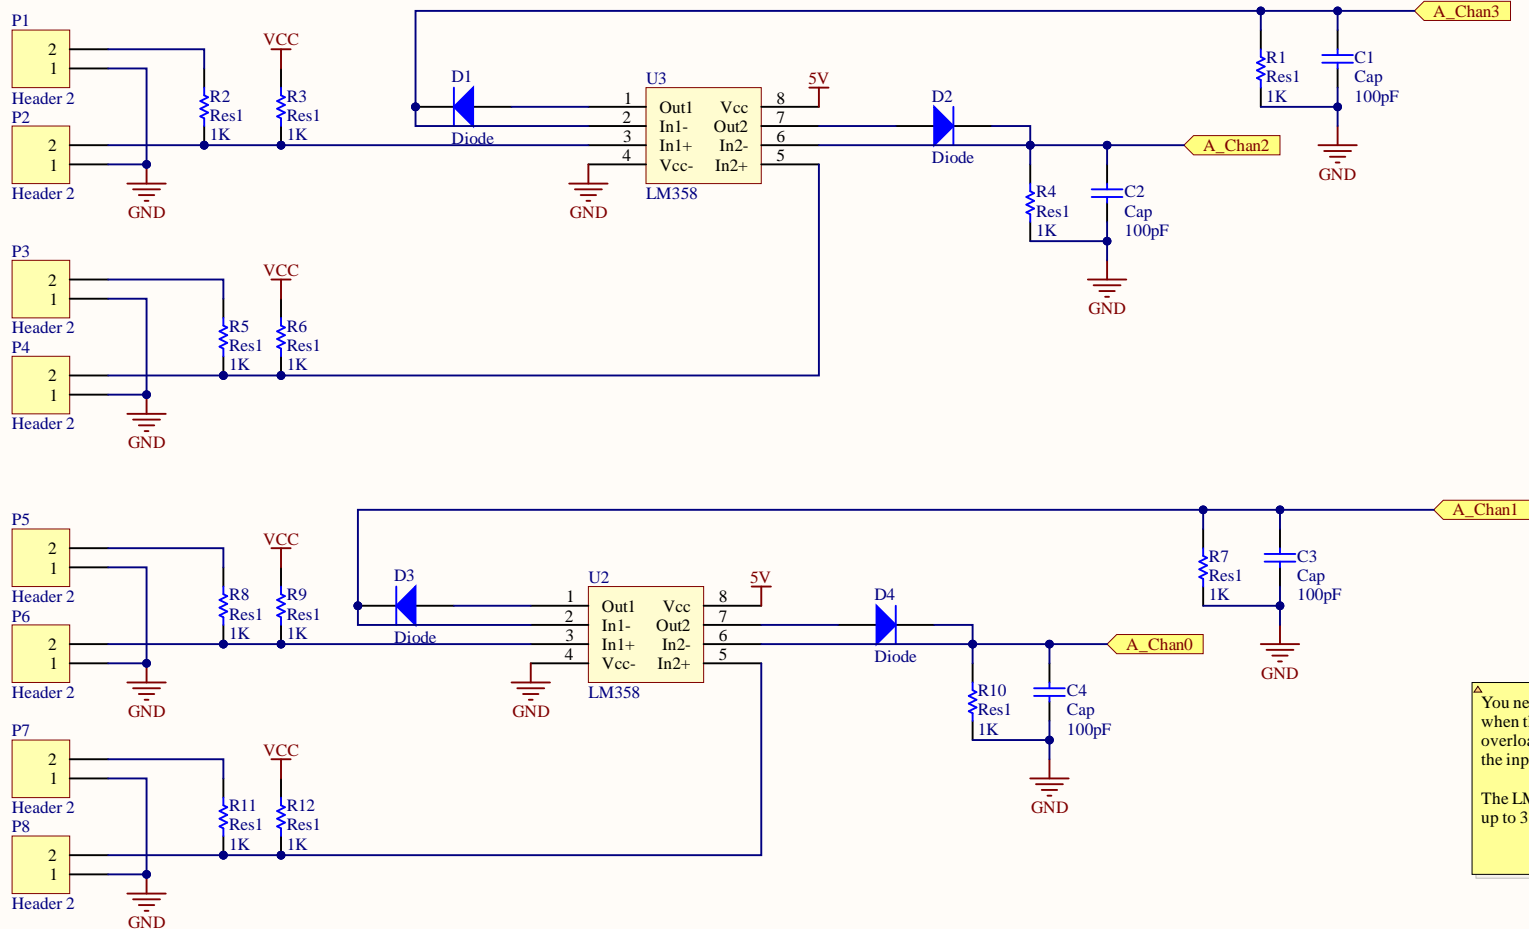 P1
2
1
Header 2
P2
2
1
Header 2
R2
Res1
1K
VCC
R3
Res1
1K
GND
D1
Diode
U3
1
2
3
4
Out1
In1-
In1+
Vcc-
Vcc
Out2
In2-
In2+
8
7
6
5
LM358
GND
5V
D2
Diode
A_Chan3
R1
Res1
1K
C1
Cap
100pF
GND
A_Chan2
R4
Res1
1K
C2
Cap
100pF
GND
P3
2
1
Header 2
P4
2
1
Header 2
R5
Res1
1K
VCC
R6
Res1
1K
GND
P5
2
1
Header 2
P6
2
1
Header 2
R8
Res1
1K
VCC
R9
Res1
1K
GND
D3
Diode
U2
1
2
3
4
Out1
In1-
In1+
Vcc-
Vcc
Out2
In2-
In2+
8
7
6
5
LM358
GND
5V
D4
Diode
A_Chan1
R7
Res1
1K
C3
Cap
100pF
GND
A_Chan0
R10
Res1
1K
C4
Cap
100pF
GND
P7
2
1
Header 2
P8
2
1
Header 2
R11
Res1
1K
VCC
R12
Res1
1K
GND
You
when
the
The
up to 3